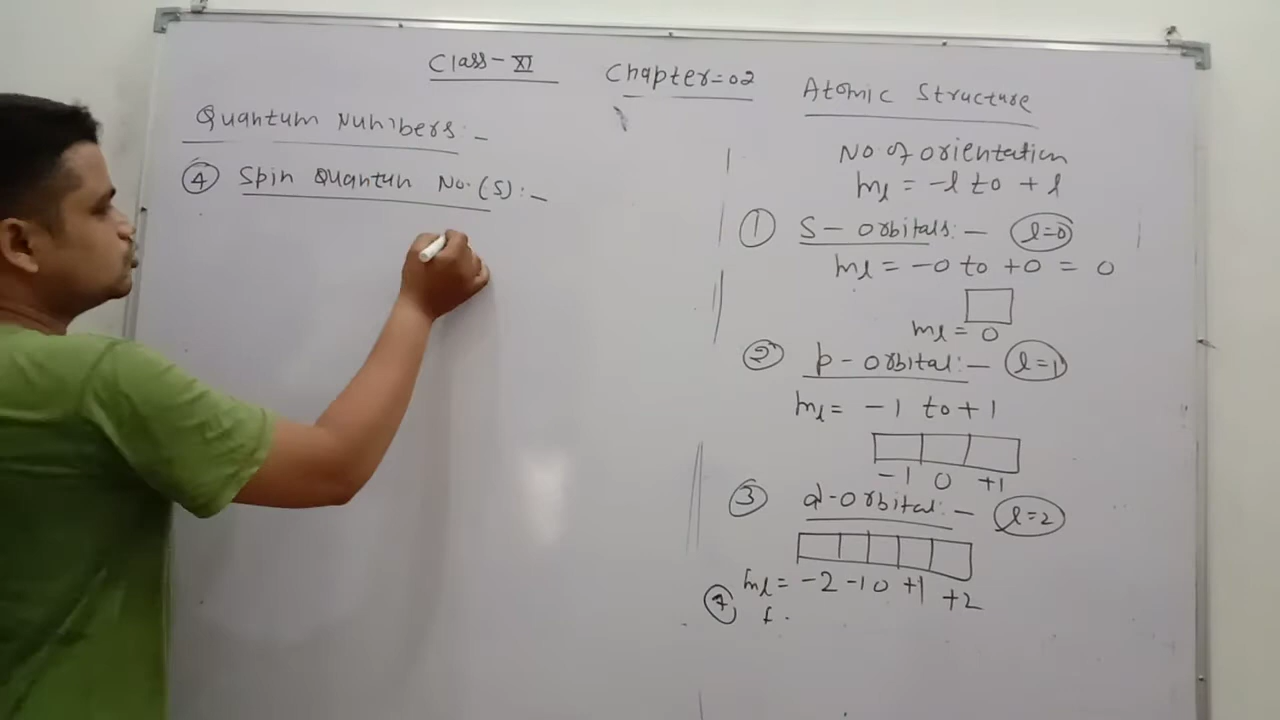 Class-XI Chapter=02 Atomic Structure
Quantum Numbers:-
④ Spin Quantum No.(S):-
No of orientation
ml = -l to +l
① S-orbitals:- l=0
ml = -0 to +0 = 0
ml = 0
② p-orbital:- l=1
ml = -1 to +1
-1 0 +1
③ d-orbital:- l=2
ml = -2 -1 0 +1 +2
④ f.